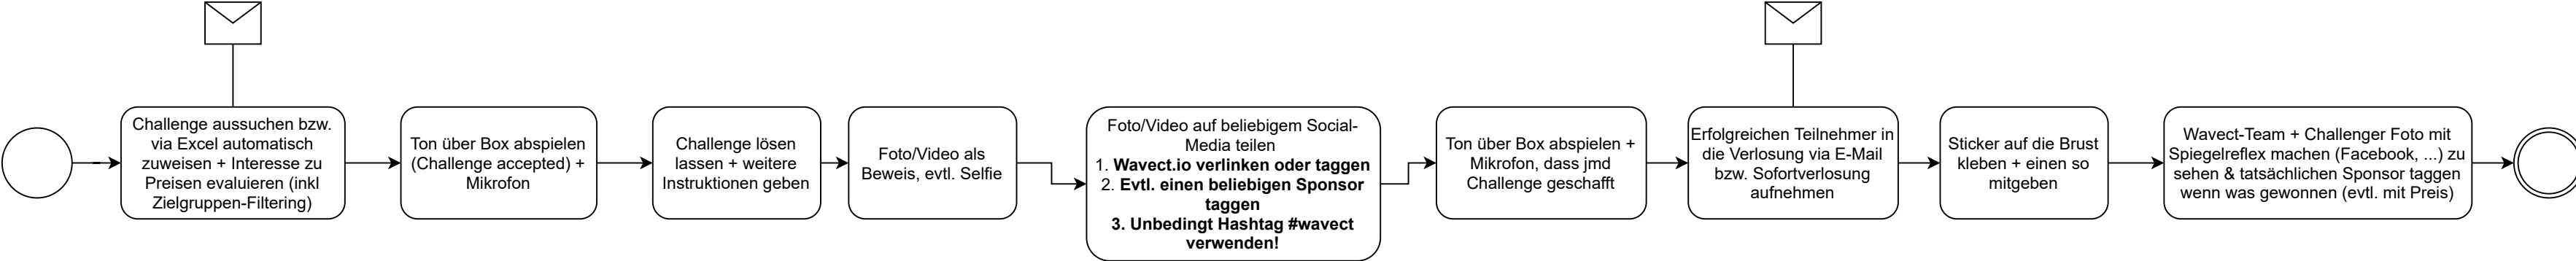 Challenge aussuchen bzw.
via Excel automatisch
zuweisen + Interesse zu
Preisen evaluieren (inkl
Zielgruppen-Filtering)
Ton über Box abspielen
(Challenge accepted) +
Mikrofon
Challenge lösen
lassen + weitere
Instruktionen geben
Foto/Video als
Beweis, evtl. Selfie
Foto/Video auf beliebigem Social-
Media teilen
1. Wavect.io verlinken oder taggen
2. Evtl. einen beliebigen Sponsor
taggen
3. Unbedingt Hashtag #wavect
verwenden!
Ton über Box abspielen +
Mikrofon, dass jmd
Challenge geschafft
Erfolgreichen Teilnehmer in
die Verlosung via E-Mail
bzw. Sofortverlosung
aufnehmen
Sticker auf die Brust
kleben + einen so
mitgeben
Wavect-Team + Challenger Foto mit
Spiegelreflex machen (Facebook, ...) zu
sehen & tatsächlichen Sponsor taggen
wenn was gewonnen (evtl. mit Preis)